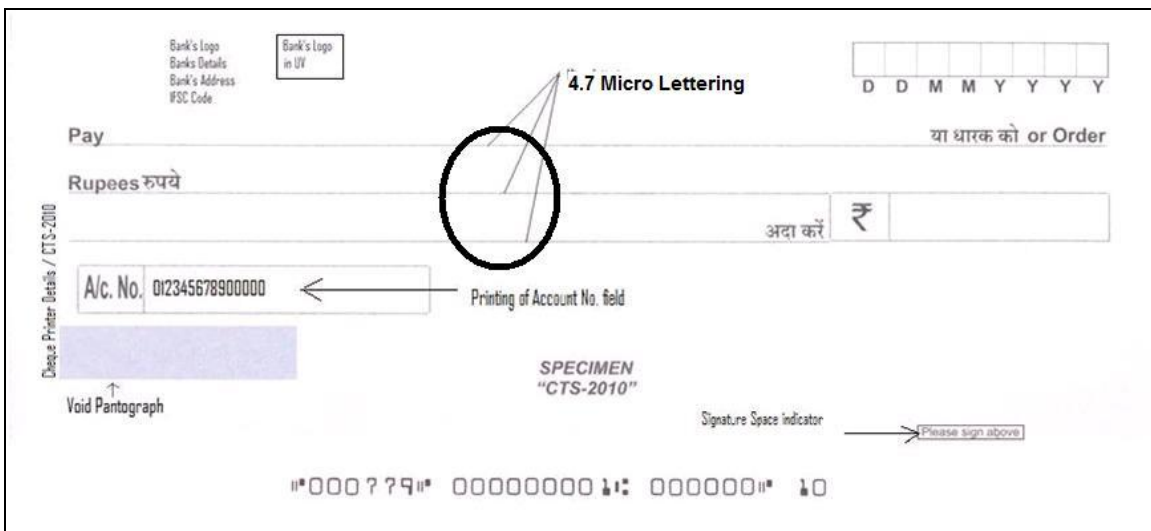 Bank's Logo
Banks Details
Bank's Address
IFSC Code
Bank's Logo
in UV
4.7 Micro Lettering
D D M M Y Y Y Y
Pay
या धारक को or Order
Rupees रुपये
अदा करें ₹
Cheque Printer Details / CTS-2010
A/c. No. 012345678900000
Printing of Account No. field
Void Pantograph
SPECIMEN
"CTS-2010"
Signature Space indicator
Please sign above
⑈000779⑈ 000000001⑆ 000000⑈ 10